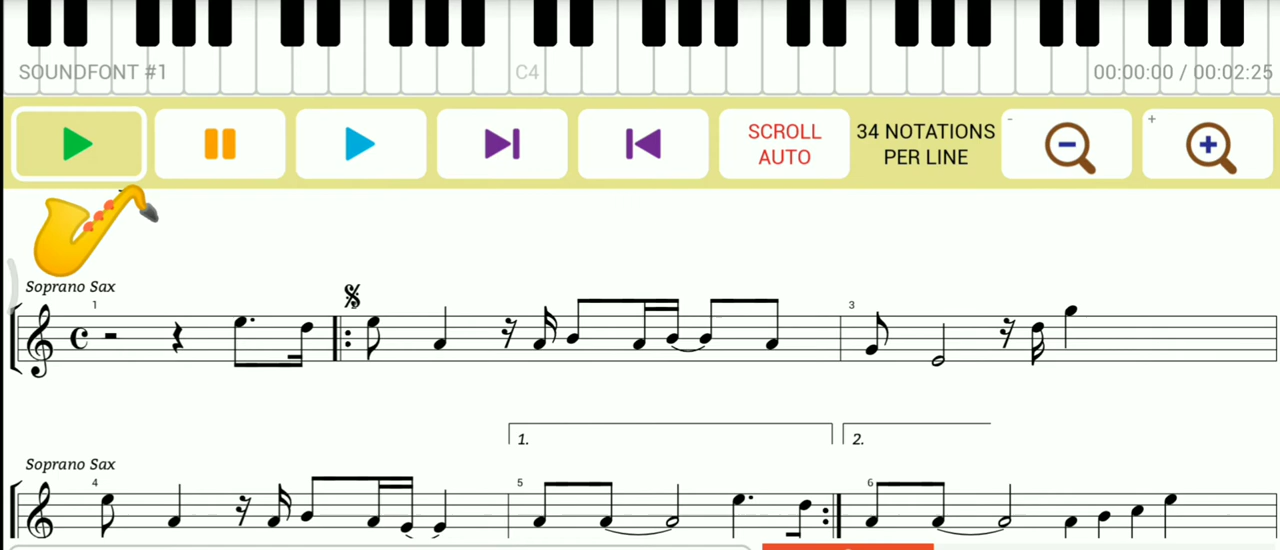 SOUNDFONT #1
C4
00:00:00 / 00:02:25
SCROLL
AUTO
34 NOTATIONS
PER LINE
-
+
Soprano Sax
1
3
1.
2.
Soprano Sax
4
5
6